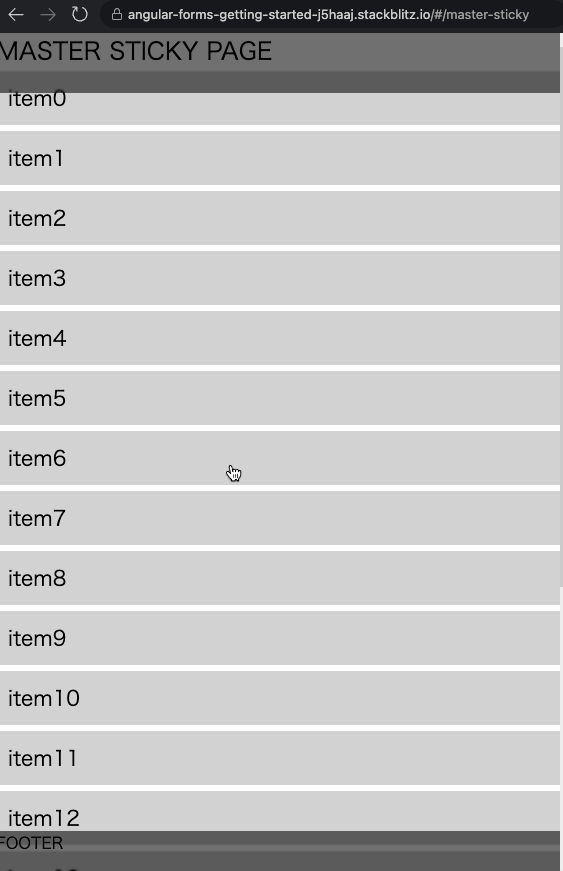 angular-forms-getting-started-j5haaj.stackblitz.io/#/master-sticky
MASTER STICKY PAGE
item0
item1
item2
item3
item4
item5
item6
item7
item8
item9
item10
item11
item12
FOOTER